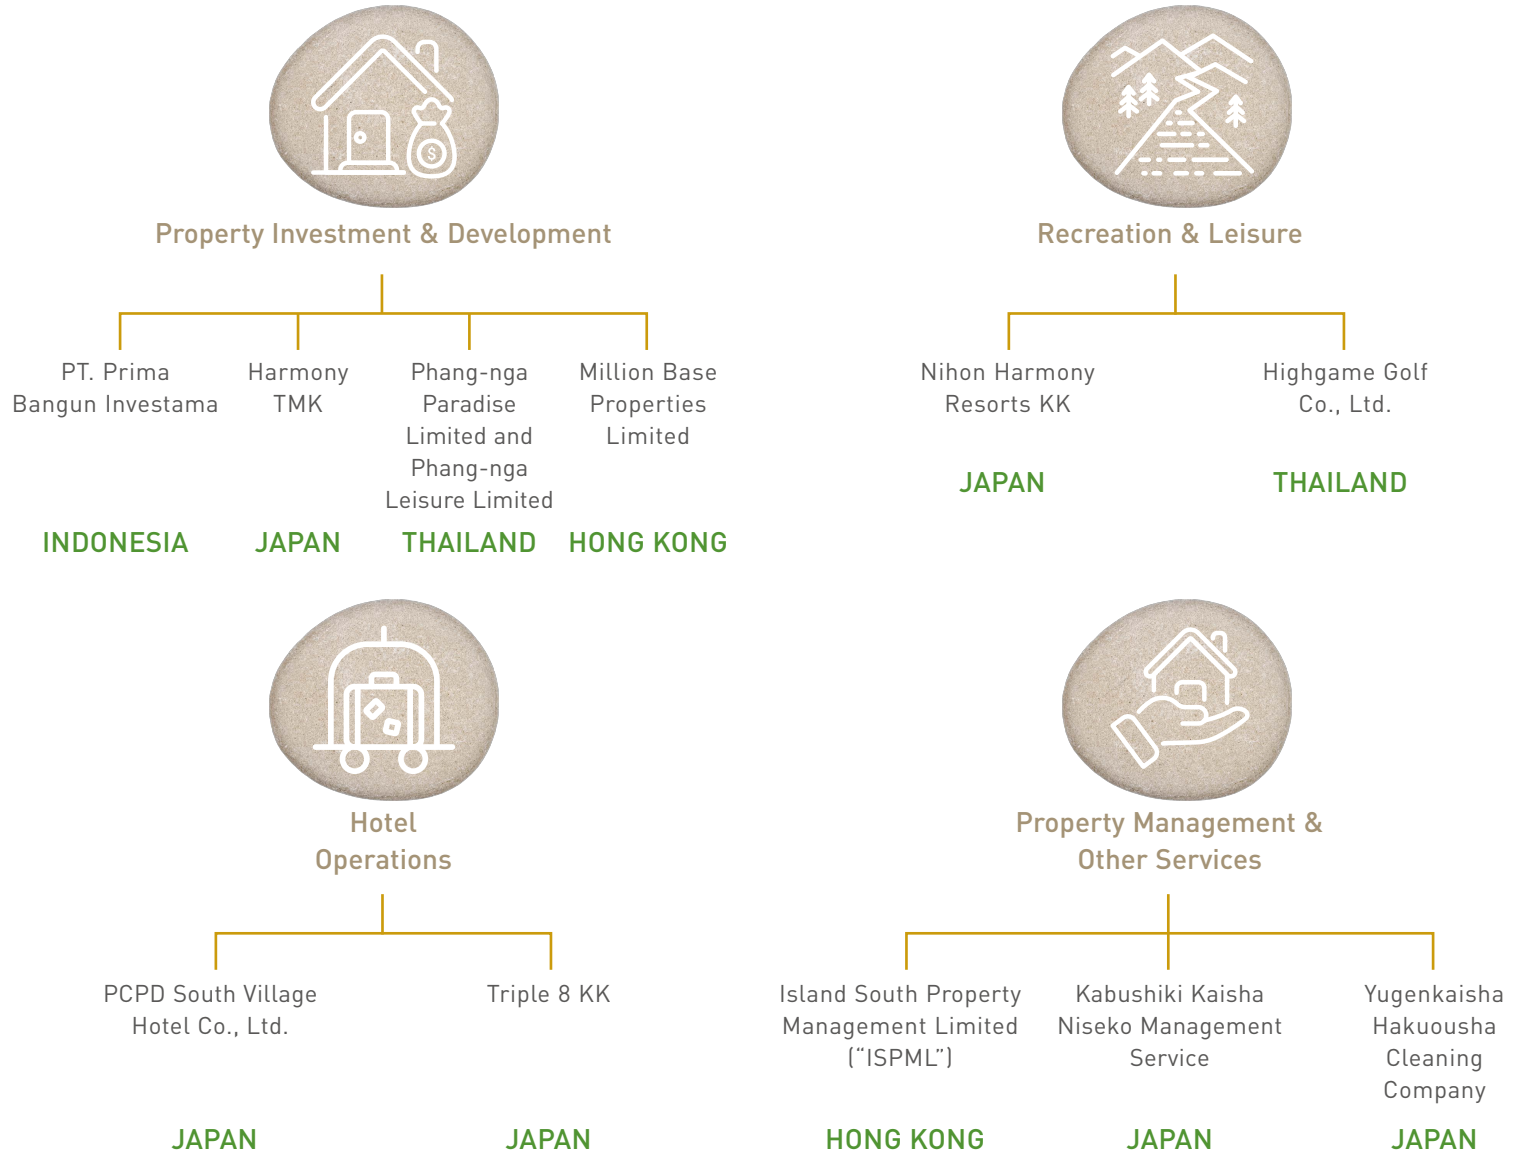 Property Investment & Development
PT. Prima
Bangun Investama
INDONESIA
Harmony
TMK
JAPAN
Phang-nga
Paradise
Limited and
Phang-nga
Leisure Limited
THAILAND
Million Base
Properties
Limited
HONG KONG
Recreation & Leisure
Nihon Harmony
Resorts KK
JAPAN
Highgame Golf
Co., Ltd.
THAILAND
Hotel
Operations
PCPD South Village
Hotel Co., Ltd.
JAPAN
Triple 8 KK
JAPAN
Property Management &
Other Services
Island South Property
Management Limited
(“ISPML”)
HONG KONG
Kabushiki Kaisha
Niseko Management
Service
JAPAN
Yugenkaisha
Hakuousha
Cleaning
Company
JAPAN